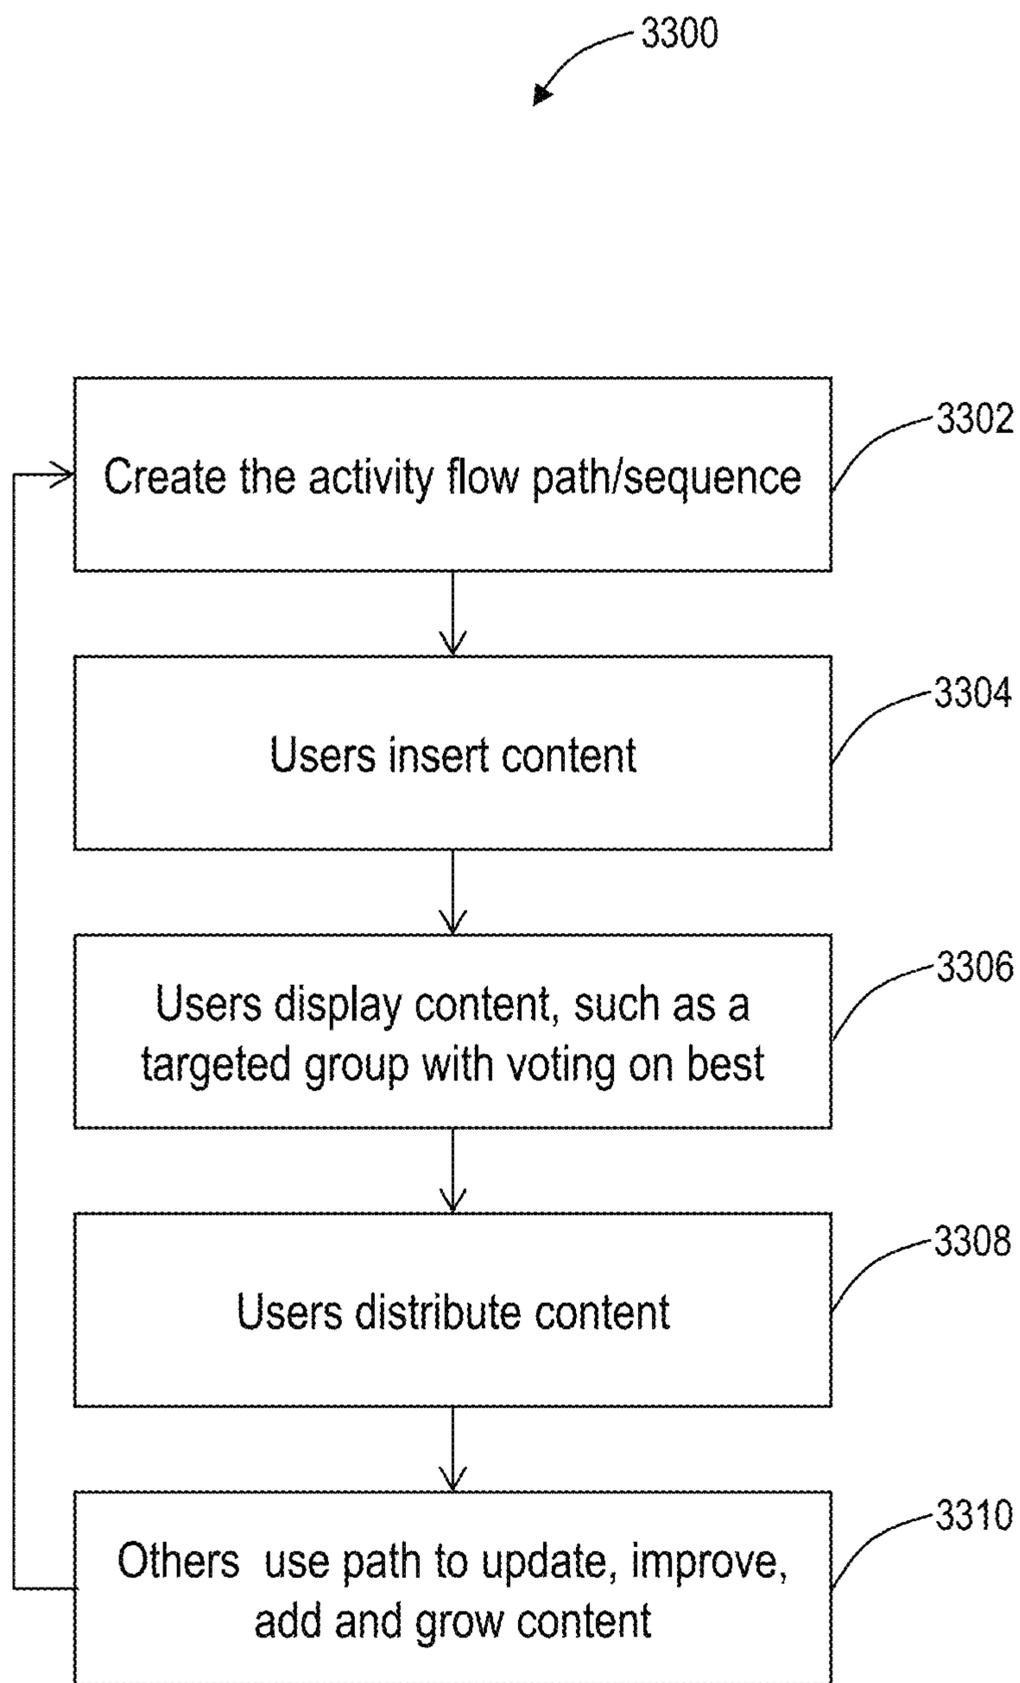 3300
3302
Create the activity flow path/sequence
3304
Users insert content
3306
Users display content, such as a
targeted group with voting on best
3308
Users distribute content
3310
Others  use path to update, improve,
add and grow content